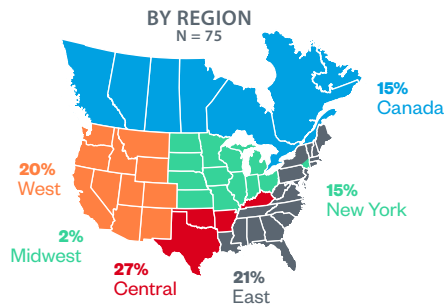 BY REGION
N = 75
15%
Canada
20%
West
15%
New York
2%
Midwest
27%
Central
21%
East